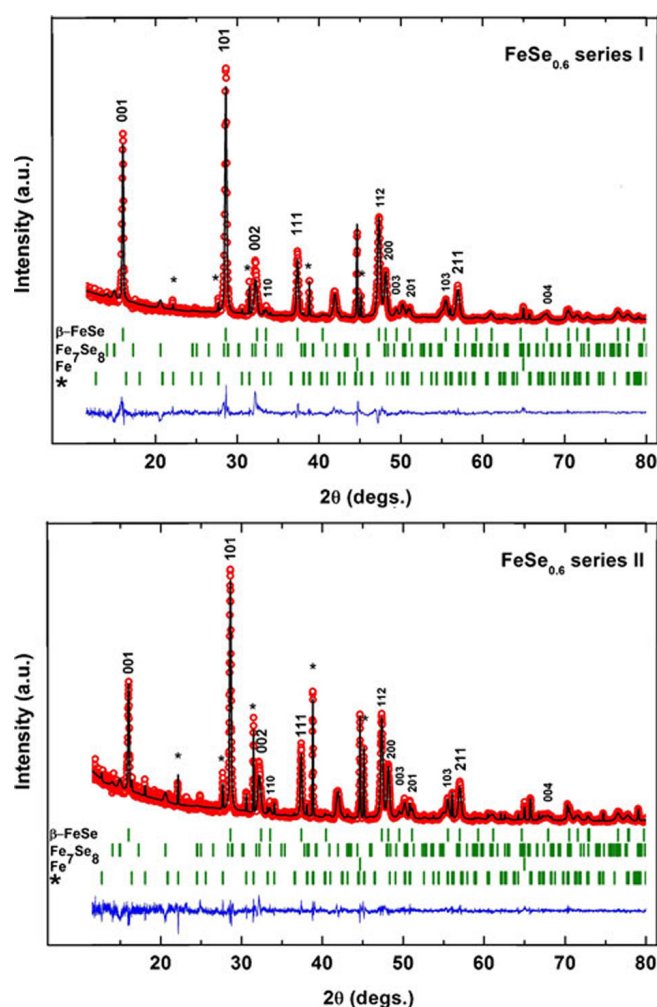 FeSe0.6 series I
Intensity (a.u.)
001
101
002
110
111
112
200
003
201
103
211
004
*
*
*
*
*
β–FeSe
Fe7Se8
Fe
*
20 30 40 50 60 70 80
2θ (degs.)
FeSe0.6 series II
Intensity (a.u.)
001
101
002
110
111
112
200
003
201
103
211
004
*
*
*
*
*
β–FeSe
Fe7Se8
Fe
*
20 30 40 50 60 70 80
2θ (degs.)